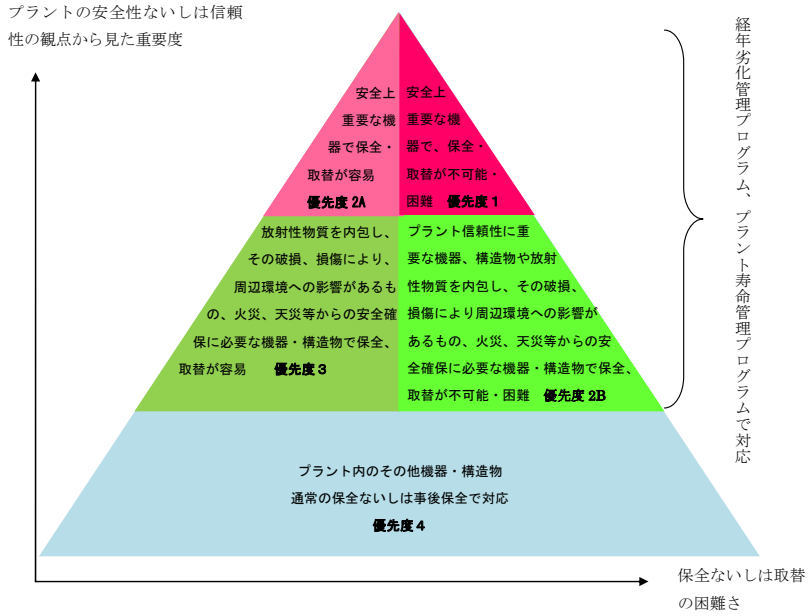 プラントの安全性ないしは信頼
性の観点から見た重要度
安全上
重要な機
器で保全・
取替が容易
優先度 2A
安全上
重要な機
器で、保全・
取替が不可能・
困難　優先度 1
放射性物質を内包し、
その破損、損傷により、
周辺環境への影響があるも
の、火災、天災等からの安全確
保に必要な機器・構造物で保全、
取替が容易　優先度 3
プラント信頼性に重
要な機器、構造物や放射
性物質を内包し、その破損、
損傷により周辺環境への影響が
あるもの、火災、天災等からの安
全確保に必要な機器・構造物で保全、
取替が不可能・困難　優先度 2B
プラント内のその他機器・構造物
通常の保全ないしは事後保全で対応
優先度 4
経年劣化管理プログラム、プラント寿命管理プログラムで対応
保全ないしは取替
の困難さ